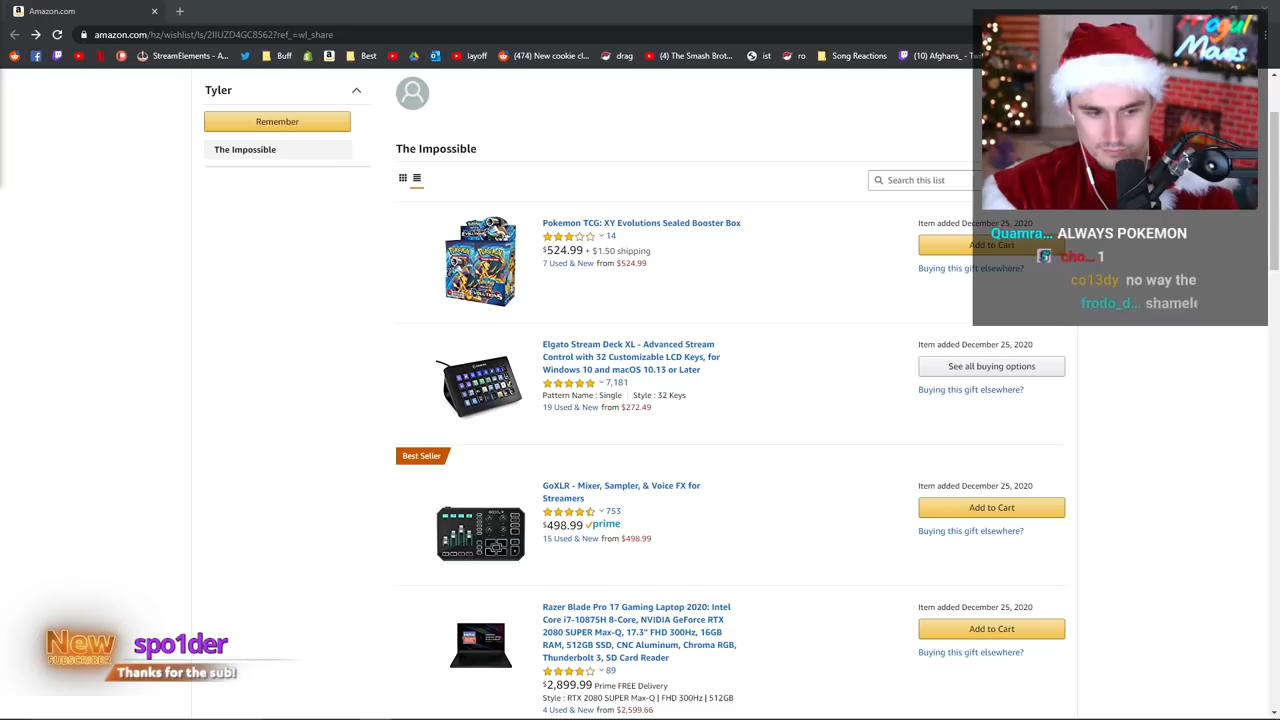 Amazon.com
amazon.com/hz/wishlist/ls/2IIUZD4GC8562?ref_=wl_share
StreamElements - A...
Buff
Best
layoff
(474) New cookie cl...
drag
(4) The Smash Brot...
ist
ro
Song Reactions
(10) Afghans_ - Tw
Mogul
Moves
Tyler
Remember
The Impossible
The Impossible
Search this list
Pokemon TCG: XY Evolutions Sealed Booster Box
14
$524.99 + $1.50 shipping
7 Used & New from $524.99
Item added December 25, 2020
Add to Cart
Buying this gift elsewhere?
Quamra... ALWAYS POKEMON
cho... 1
co13dy no way the
frodo_d... shamele
Elgato Stream Deck XL - Advanced Stream
Control with 32 Customizable LCD Keys, for
Windows 10 and macOS 10.13 or Later
7,181
Pattern Name : Single Style : 32 Keys
19 Used & New from $272.49
Item added December 25, 2020
See all buying options
Buying this gift elsewhere?
Best Seller
GoXLR - Mixer, Sampler, & Voice FX for
Streamers
753
$498.99 prime
15 Used & New from $498.99
Item added December 25, 2020
Add to Cart
Buying this gift elsewhere?
Razer Blade Pro 17 Gaming Laptop 2020: Intel
Core i7-10875H 8-Core, NVIDIA GeForce RTX
2080 SUPER Max-Q, 17.3" FHD 300Hz, 16GB
RAM, 512GB SSD, CNC Aluminum, Chroma RGB,
Thunderbolt 3, SD Card Reader
89
$2,899.99 Prime FREE Delivery
Style : RTX 2080 SUPER Max-Q | FHD 300Hz | 512GB
4 Used & New from $2,599.66
Item added December 25, 2020
Add to Cart
Buying this gift elsewhere?
New
SUBSCRIBER
spo1der
Thanks for the sub!